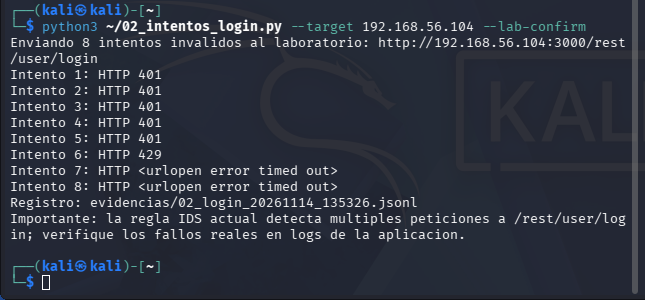 ┌──(kali㉿kali)-[~]
└─$ python3 ~/02_intentos_login.py --target 192.168.56.104 --lab-confirm
Enviando 8 intentos invalidos al laboratorio: http://192.168.56.104:3000/rest
/user/login
Intento 1: HTTP 401
Intento 2: HTTP 401
Intento 3: HTTP 401
Intento 4: HTTP 401
Intento 5: HTTP 401
Intento 6: HTTP 429
Intento 7: HTTP <urlopen error timed out>
Intento 8: HTTP <urlopen error timed out>
Registro: evidencias/02_login_20261114_135326.jsonl
Importante: la regla IDS actual detecta multiples peticiones a /rest/user/log
in; verifique los fallos reales en logs de la aplicacion.
┌──(kali㉿kali)-[~]
└─$
KAL